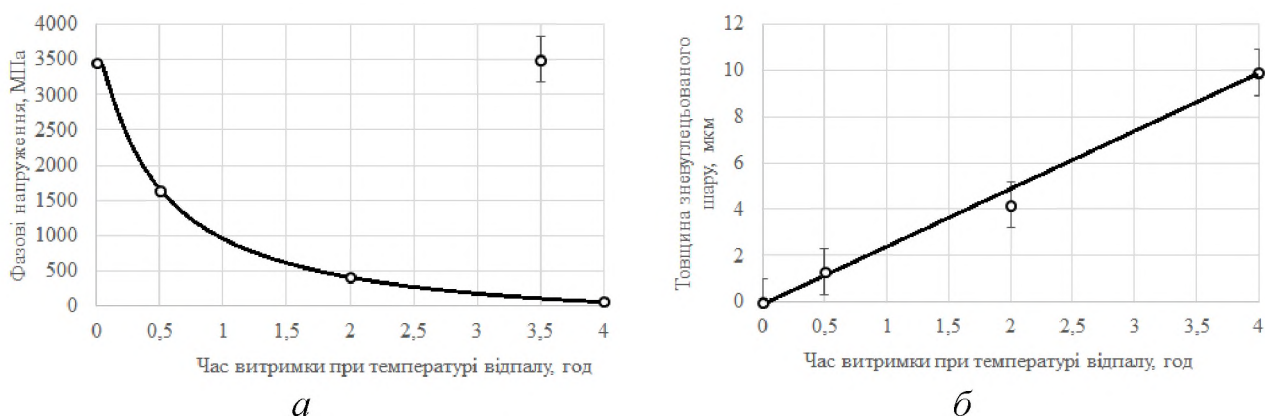 4000
3500
3000
2500
2000
1500
1000
500
0
Фазові напруження, МПа
0 0,5 1 1,5 2 2,5 3 3,5 4
Час витримки при температурі відпалу, год
а
12
10
8
6
4
2
0
Товщина зневуглецьованого
шару, мкм
0 0,5 1 1,5 2 2,5 3 3,5 4
Час витримки при температурі відпалу, год
б